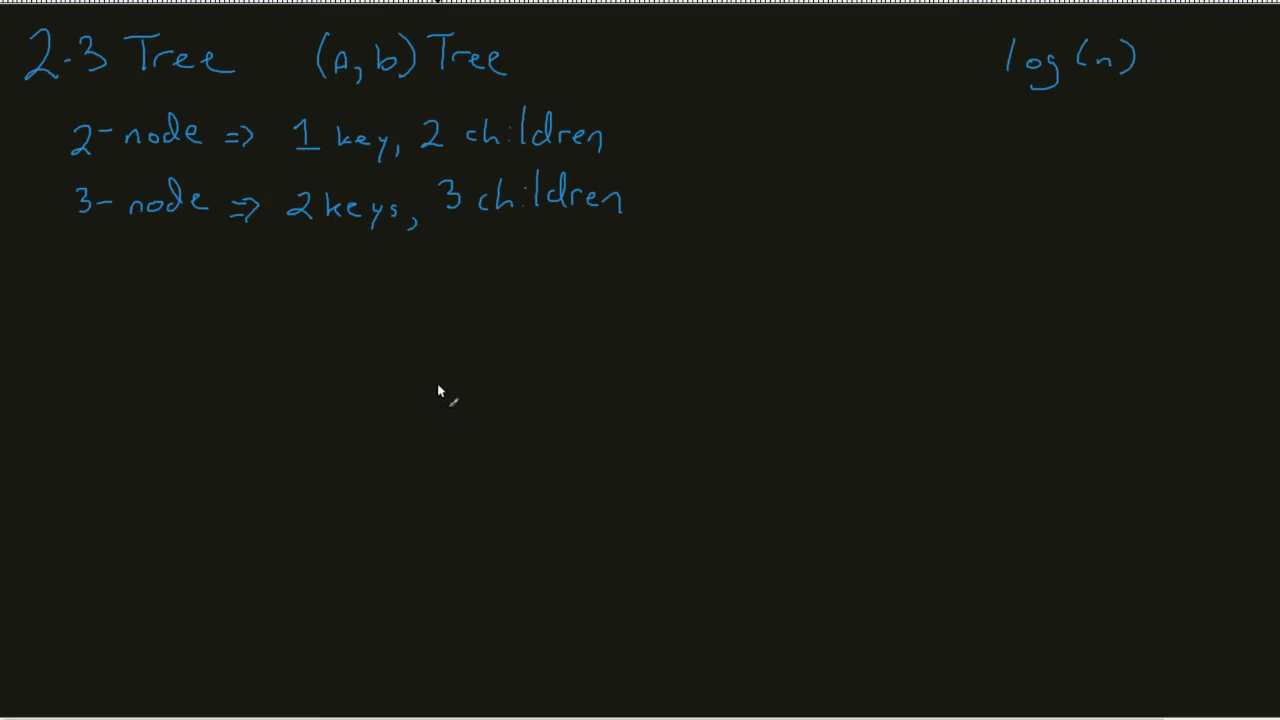 2-3 Tree (A,b) Tree log(n)
2-node => 1 key, 2 children
3-node => 2 keys, 3 children